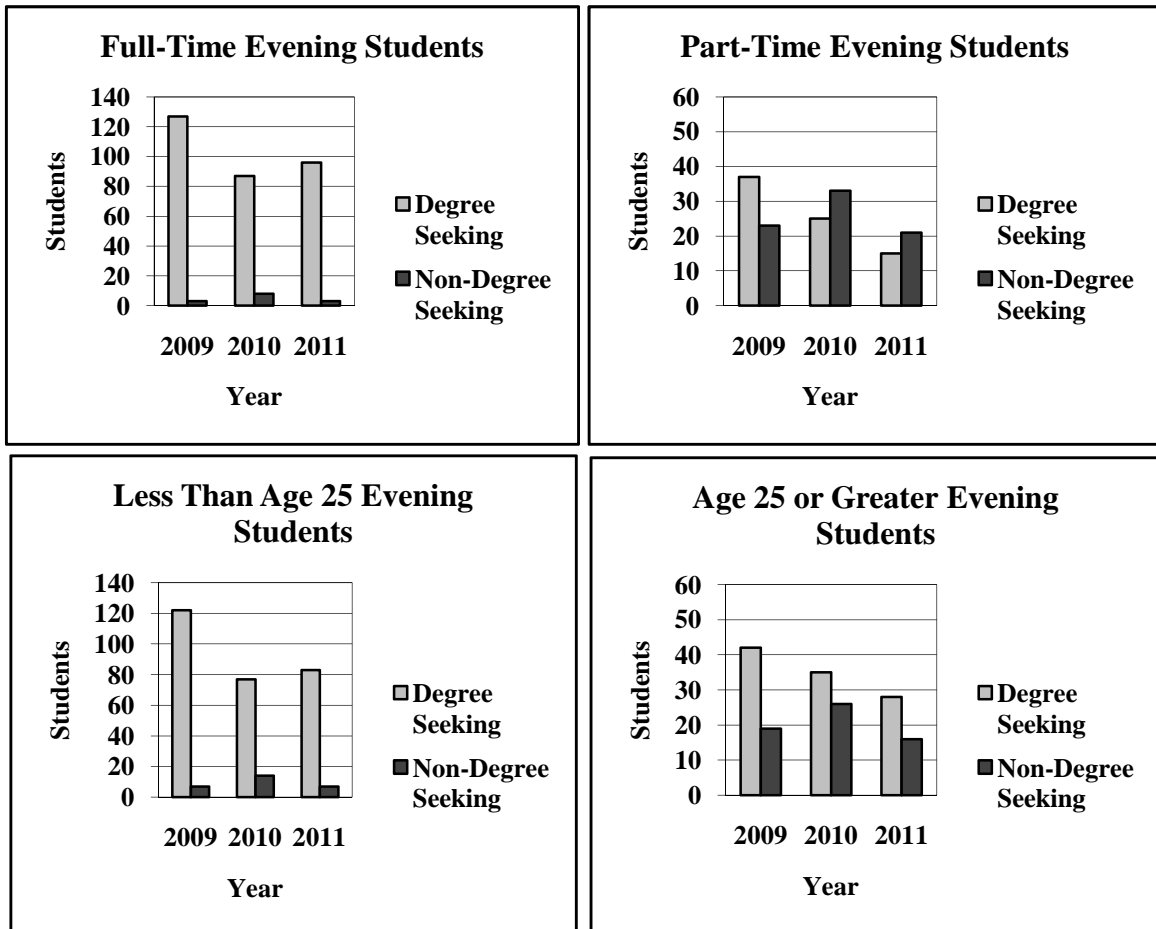 Full-Time Evening Students
140
120
100
80
60
40
20
0
Students
2009 2010 2011
Year
Degree
Seeking
Non-Degree
Seeking
Part-Time Evening Students
60
50
40
30
20
10
0
Students
2009 2010 2011
Year
Degree
Seeking
Non-Degree
Seeking
Less Than Age 25 Evening
Students
140
120
100
80
60
40
20
0
Students
2009 2010 2011
Year
Degree
Seeking
Non-Degree
Seeking
Age 25 or Greater Evening
Students
60
50
40
30
20
10
0
Students
2009 2010 2011
Year
Degree
Seeking
Non-Degree
Seeking